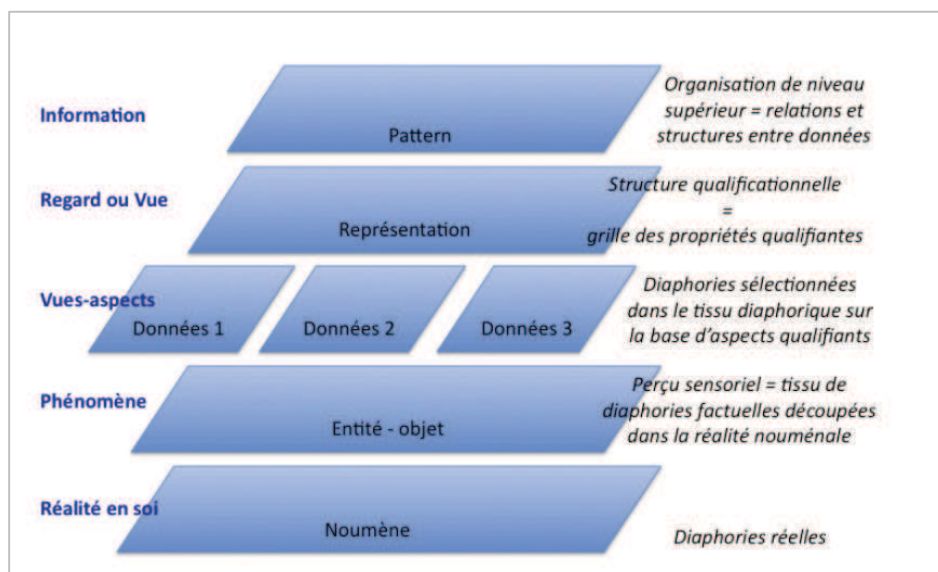 Information
Pattern
Organisation de niveau
supérieur = relations et
structures entre données
Regard ou Vue
Représentation
Structure qualificationnelle
=
grille des propriétés qualifiantes
Vues-aspects
Données 1
Données 2
Données 3
Diaphories sélectionnées
dans le tissu diaphorique sur
la base d'aspects qualifiants
Phénomène
Entité - objet
Perçu sensoriel = tissu de
diaphories factuelles découpées
dans la réalité nouménale
Réalité en soi
Noumène
Diaphories réelles